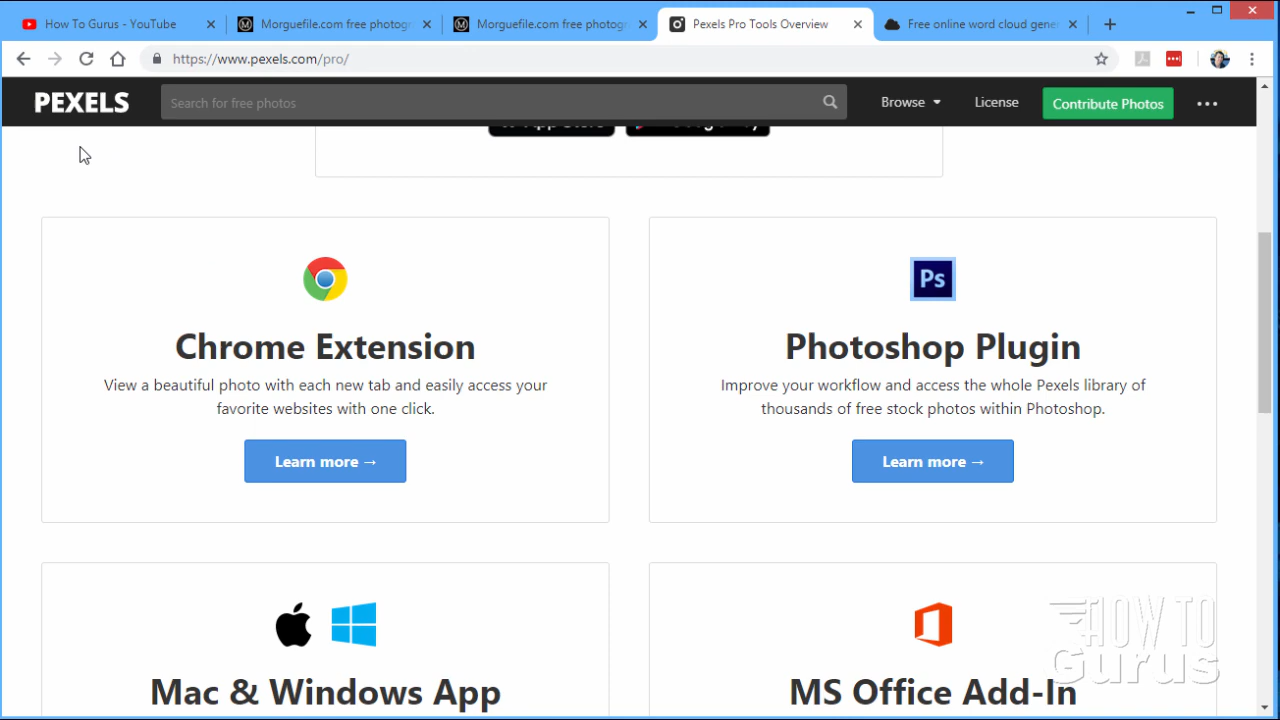 How To Gurus - YouTube
Morguefile.com free photogr
Morguefile.com free photogr
Pexels Pro Tools Overview
Free online word cloud gene
https://www.pexels.com/pro/
PEXELS
Search for free photos
Browse
License
Contribute Photos
Chrome Extension
View a beautiful photo with each new tab and easily access your
favorite websites with one click.
Learn more →
Ps
Photoshop Plugin
Improve your workflow and access the whole Pexels library of
thousands of free stock photos within Photoshop.
Learn more →
Mac & Windows App
MS Office Add-In
HOW TO
Gurus